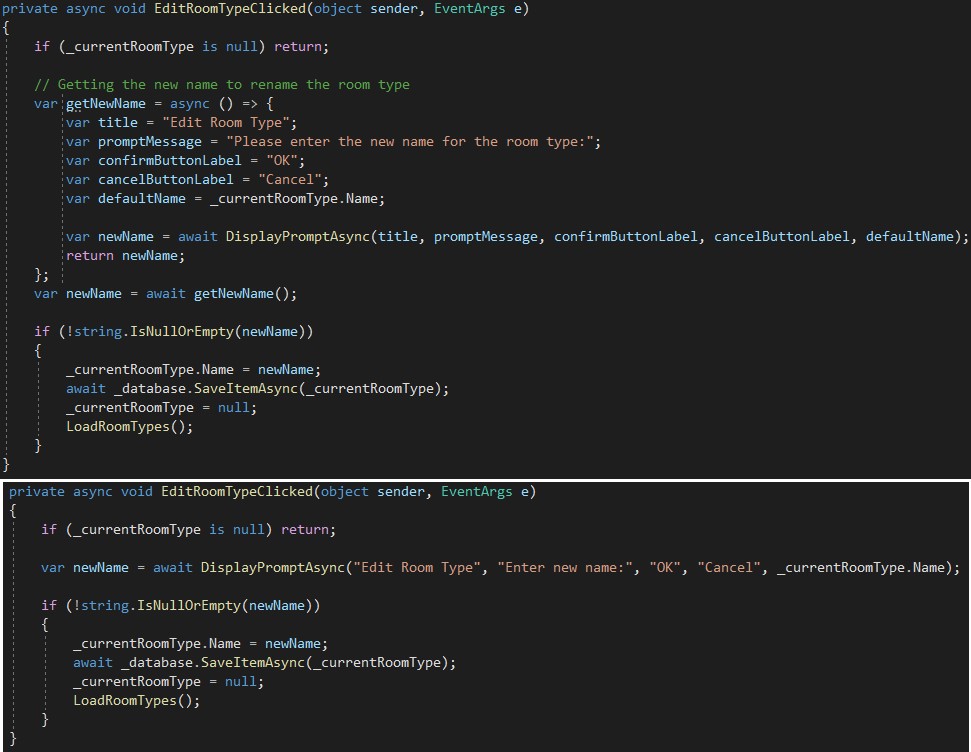 private async void EditRoomTypeClicked(object sender, EventArgs e)
{
    if (_currentRoomType is null) return;

    // Getting the new name to rename the room type
    var getNewName = async () => {
        var title = "Edit Room Type";
        var promptMessage = "Please enter the new name for the room type:";
        var confirmButtonLabel = "OK";
        var cancelButtonLabel = "Cancel";
        var defaultName = _currentRoomType.Name;

        var newName = await DisplayPromptAsync(title, promptMessage, confirmButtonLabel, cancelButtonLabel, defaultName);
        return newName;
    };
    var newName = await getNewName();

    if (!string.IsNullOrEmpty(newName))
    {
        _currentRoomType.Name = newName;
        await _database.SaveItemAsync(_currentRoomType);
        _currentRoomType = null;
        LoadRoomTypes();
    }
}
private async void EditRoomTypeClicked(object sender, EventArgs e)
{
    if (_currentRoomType is null) return;

    var newName = await DisplayPromptAsync("Edit Room Type", "Enter new name:", "OK", "Cancel", _currentRoomType.Name);

    if (!string.IsNullOrEmpty(newName))
    {
        _currentRoomType.Name = newName;
        await _database.SaveItemAsync(_currentRoomType);
        _currentRoomType = null;
        LoadRoomTypes();
    }
}